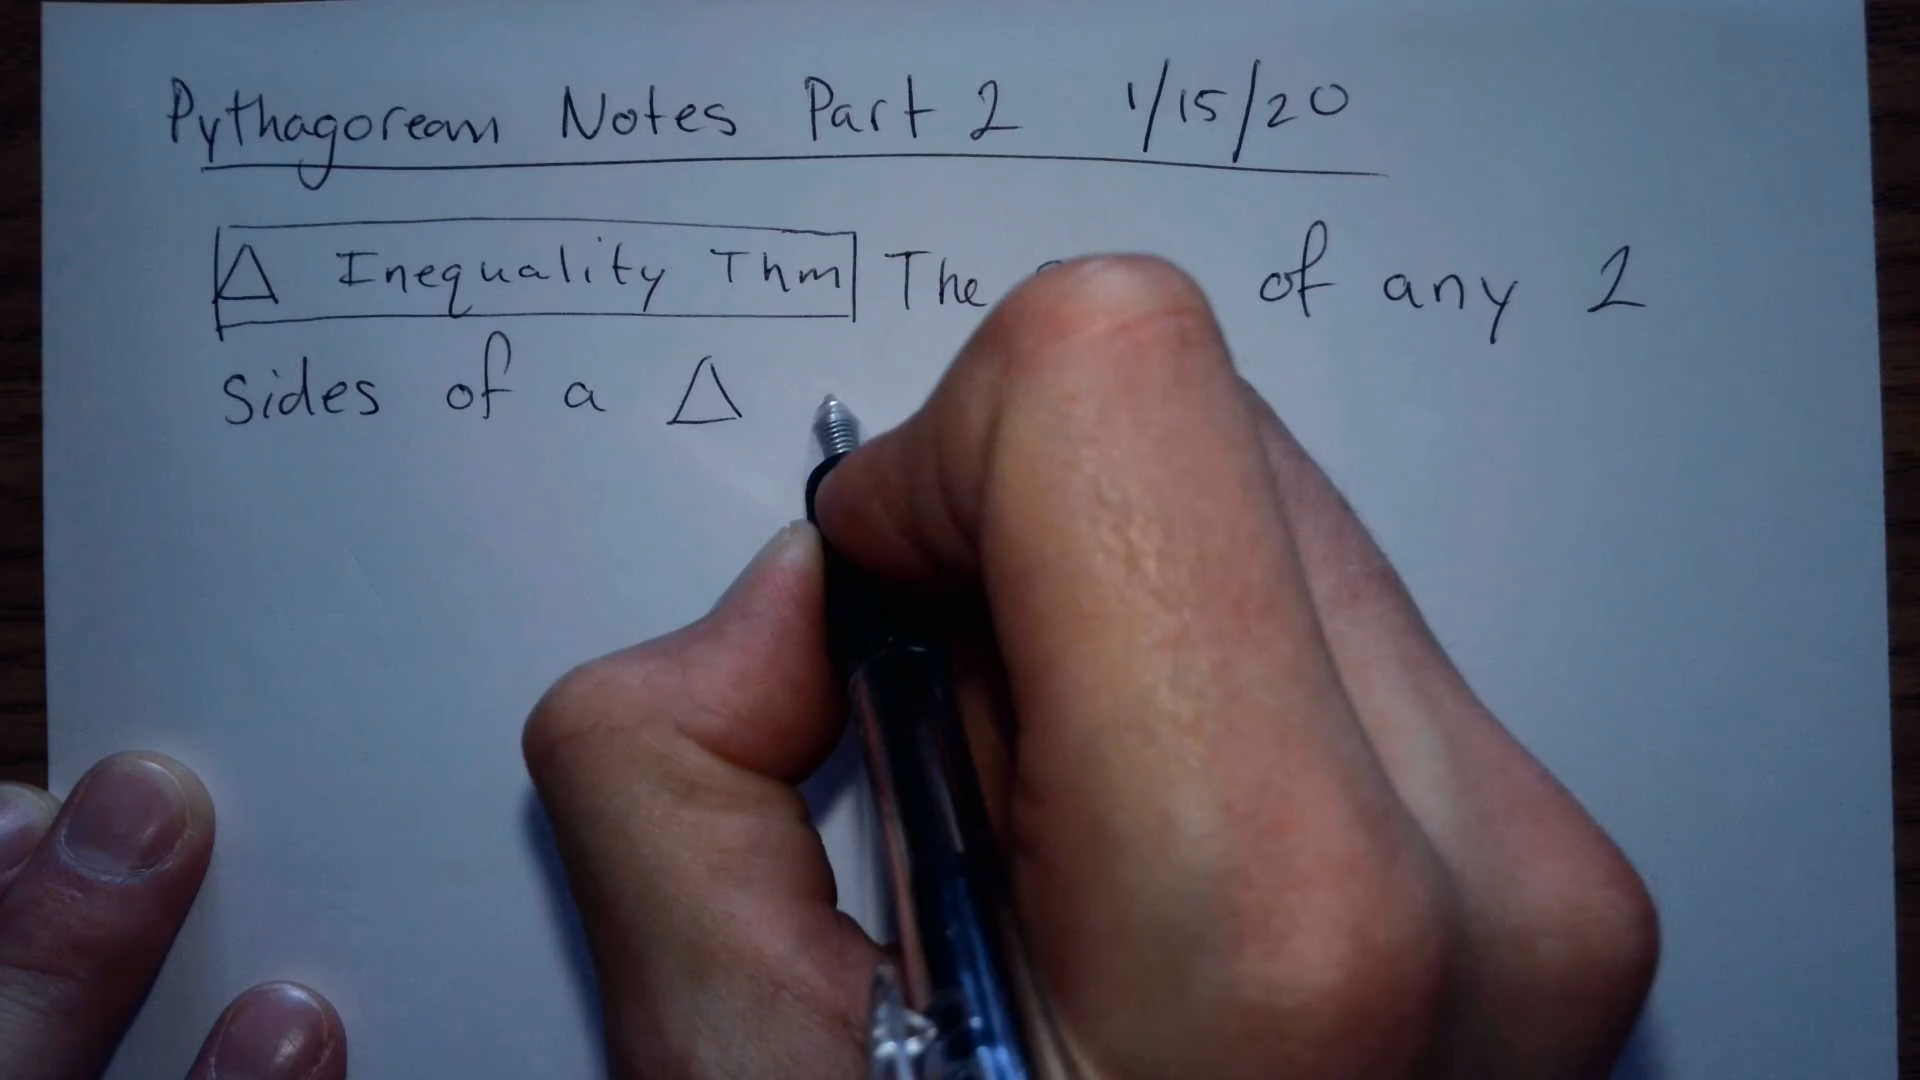 Pythagorean Notes Part 2 1/15/20
Δ Inequality Thm The of any 2
sides of a Δ